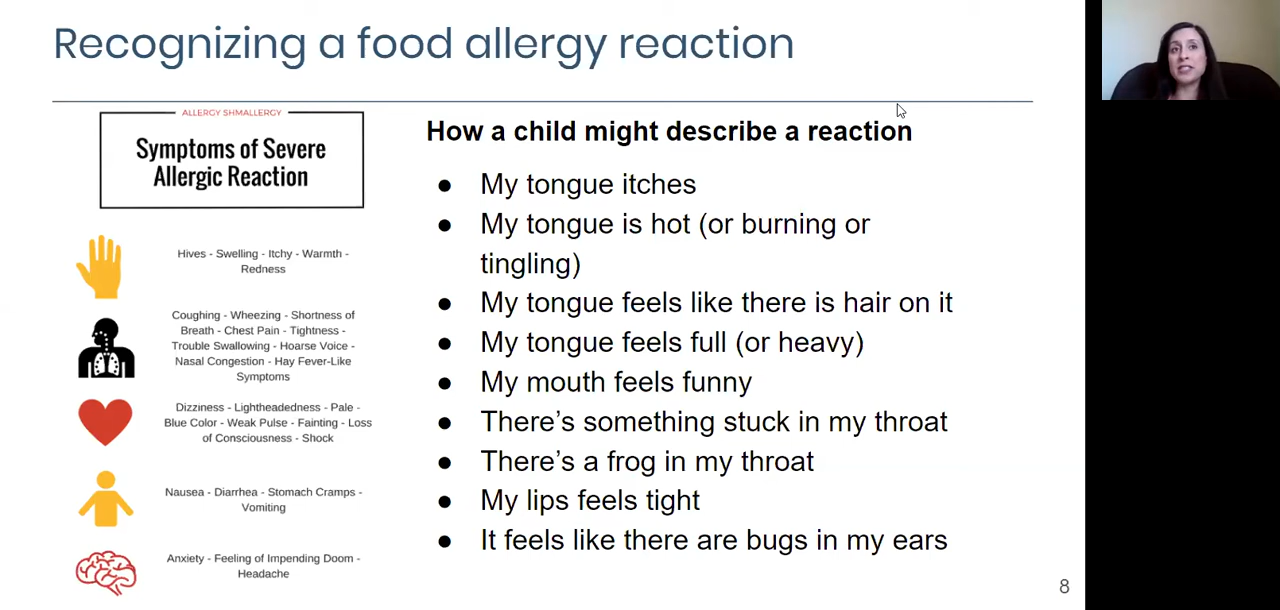 Recognizing a food allergy reaction
ALLERGY SHMALLERGY
Symptoms of Severe
Allergic Reaction
Hives - Swelling - Itchy - Warmth -
Redness
Coughing - Wheezing - Shortness of
Breath - Chest Pain - Tightness -
Trouble Swallowing - Hoarse Voice -
Nasal Congestion - Hay Fever-Like
Symptoms
Dizziness - Lightheadedness - Pale -
Blue Color - Weak Pulse - Fainting - Loss
of Consciousness - Shock
Nausea - Diarrhea - Stomach Cramps -
Vomiting
Anxiety - Feeling of Impending Doom -
Headache
How a child might describe a reaction
● My tongue itches
● My tongue is hot (or burning or
tingling)
● My tongue feels like there is hair on it
● My tongue feels full (or heavy)
● My mouth feels funny
● There’s something stuck in my throat
● There’s a frog in my throat
● My lips feels tight
● It feels like there are bugs in my ears
8